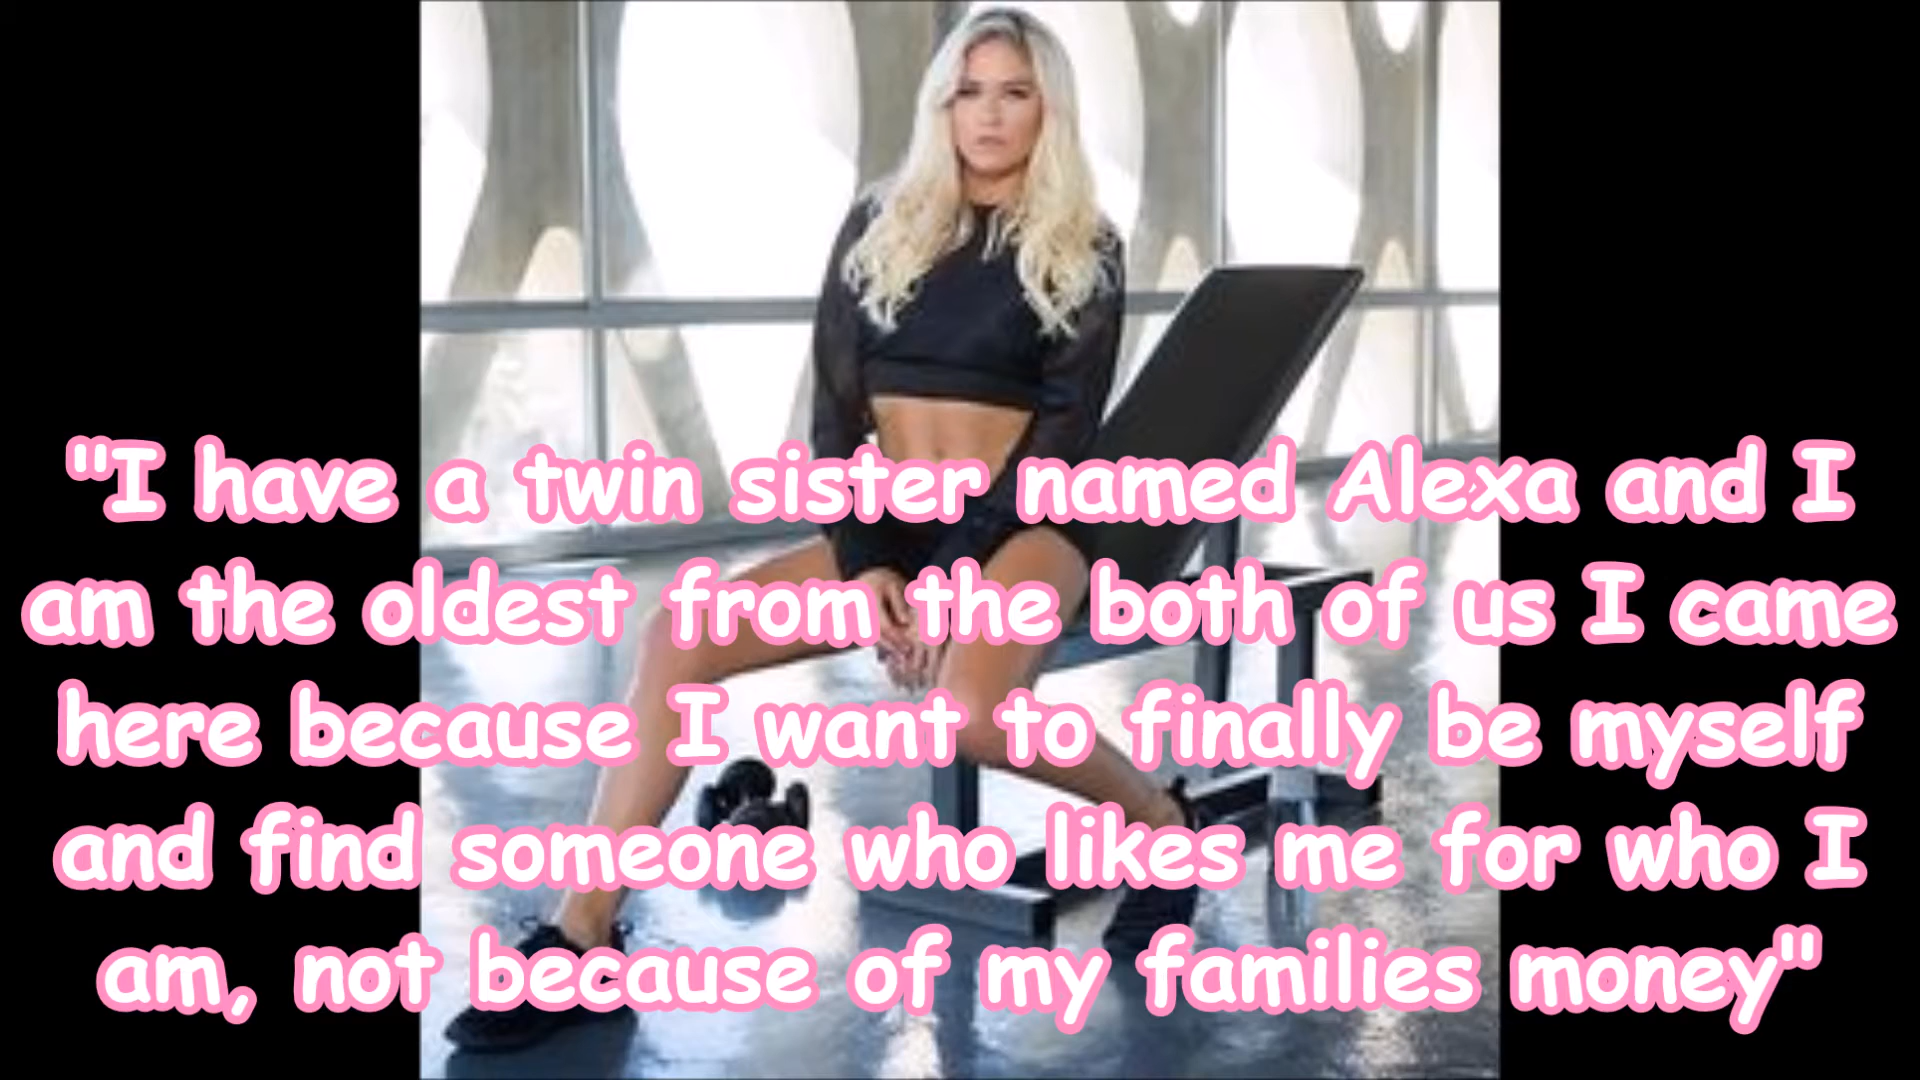 "I have a twin sister named Alexa and I
am the oldest from the both of us I came
here because I want to finally be myself
and find someone who likes me for who I
am, not because of my families money"